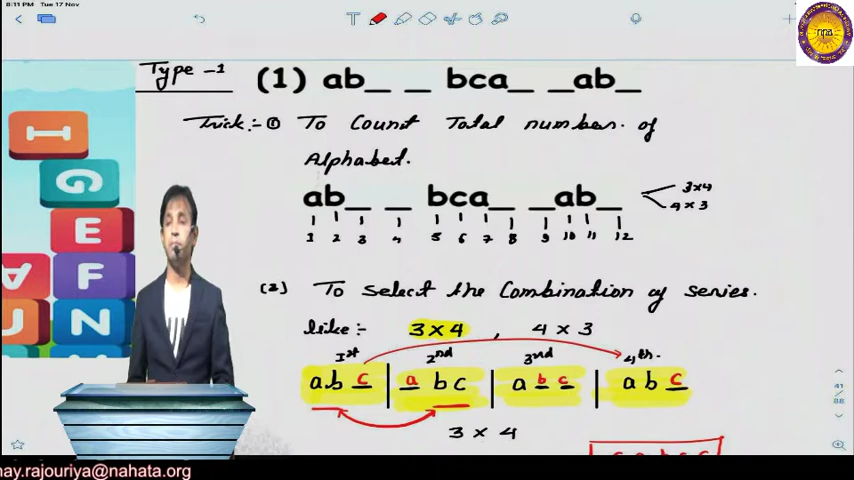 8:11 PM Tue 17 Nov
Type -1 (1) ab_ _ bca_ _ab_
Trick:- ① To Count Total number of
Alphabet.
ab_ _ bca_ _ab_ 3x4
4 x 3
1 2 3 4 5 6 7 8 9 10 11 12
(2) To select the Combination of series.
like:- 3 x 4 , 4 x 3
1st 2nd 3rd 4th.
ab c | a bc | a b c | a b c
3 x 4
I
G
E
F
N
nay.rajouriya@nahata.org